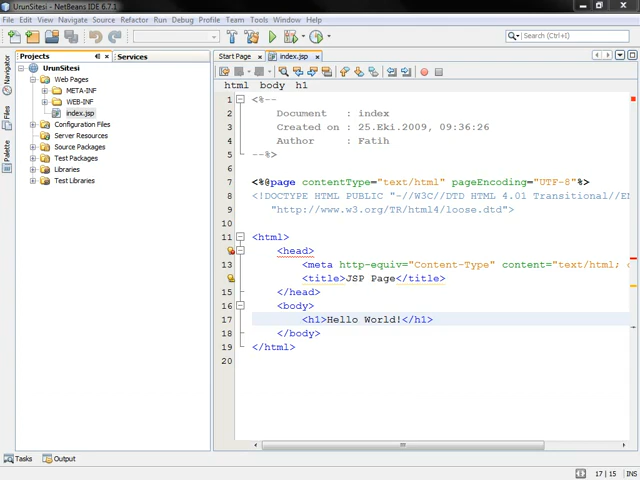 UrunSitesi - NetBeans IDE 6.7.1
File Edit View Navigate Source Refactor Run Debug Profile Team Tools Window Help
Search (Ctrl+I)
Projects
Services
Start Page
index.jsp
UrunSitesi
Web Pages
META-INF
WEB-INF
index.jsp
Configuration Files
Server Resources
Source Packages
Test Packages
Libraries
Test Libraries
Navigator
Files
Palette
html body h1
1 <%--
2 Document : index
3 Created on : 25.Eki.2009, 09:36:26
4 Author : Fatih
5 --%>
6
7 <%@page contentType="text/html" pageEncoding="UTF-8"%>
8 <!DOCTYPE HTML PUBLIC "-//W3C//DTD HTML 4.01 Transitional//EN
9 "http://www.w3.org/TR/html4/loose.dtd">
10
11 <html>
<head>
13 <meta http-equiv="Content-Type" content="text/html;
<title>JSP Page</title>
15 </head>
16 <body>
17 <h1>Hello World!</h1>
18 </body>
19 </html>
20
Tasks
Output
17 | 15 INS